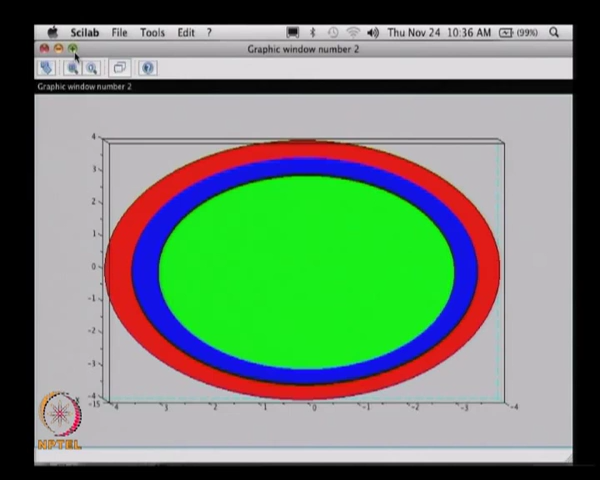 Scilab File Tools Edit ? Thu Nov 24 10:36 AM (99%)
Graphic window number 2
Graphic window number 2
4
3
2
1
0
-1
-2
-3
-4
-15 4 3 2 1 0 -1 -2 -3 -4
NPTEL